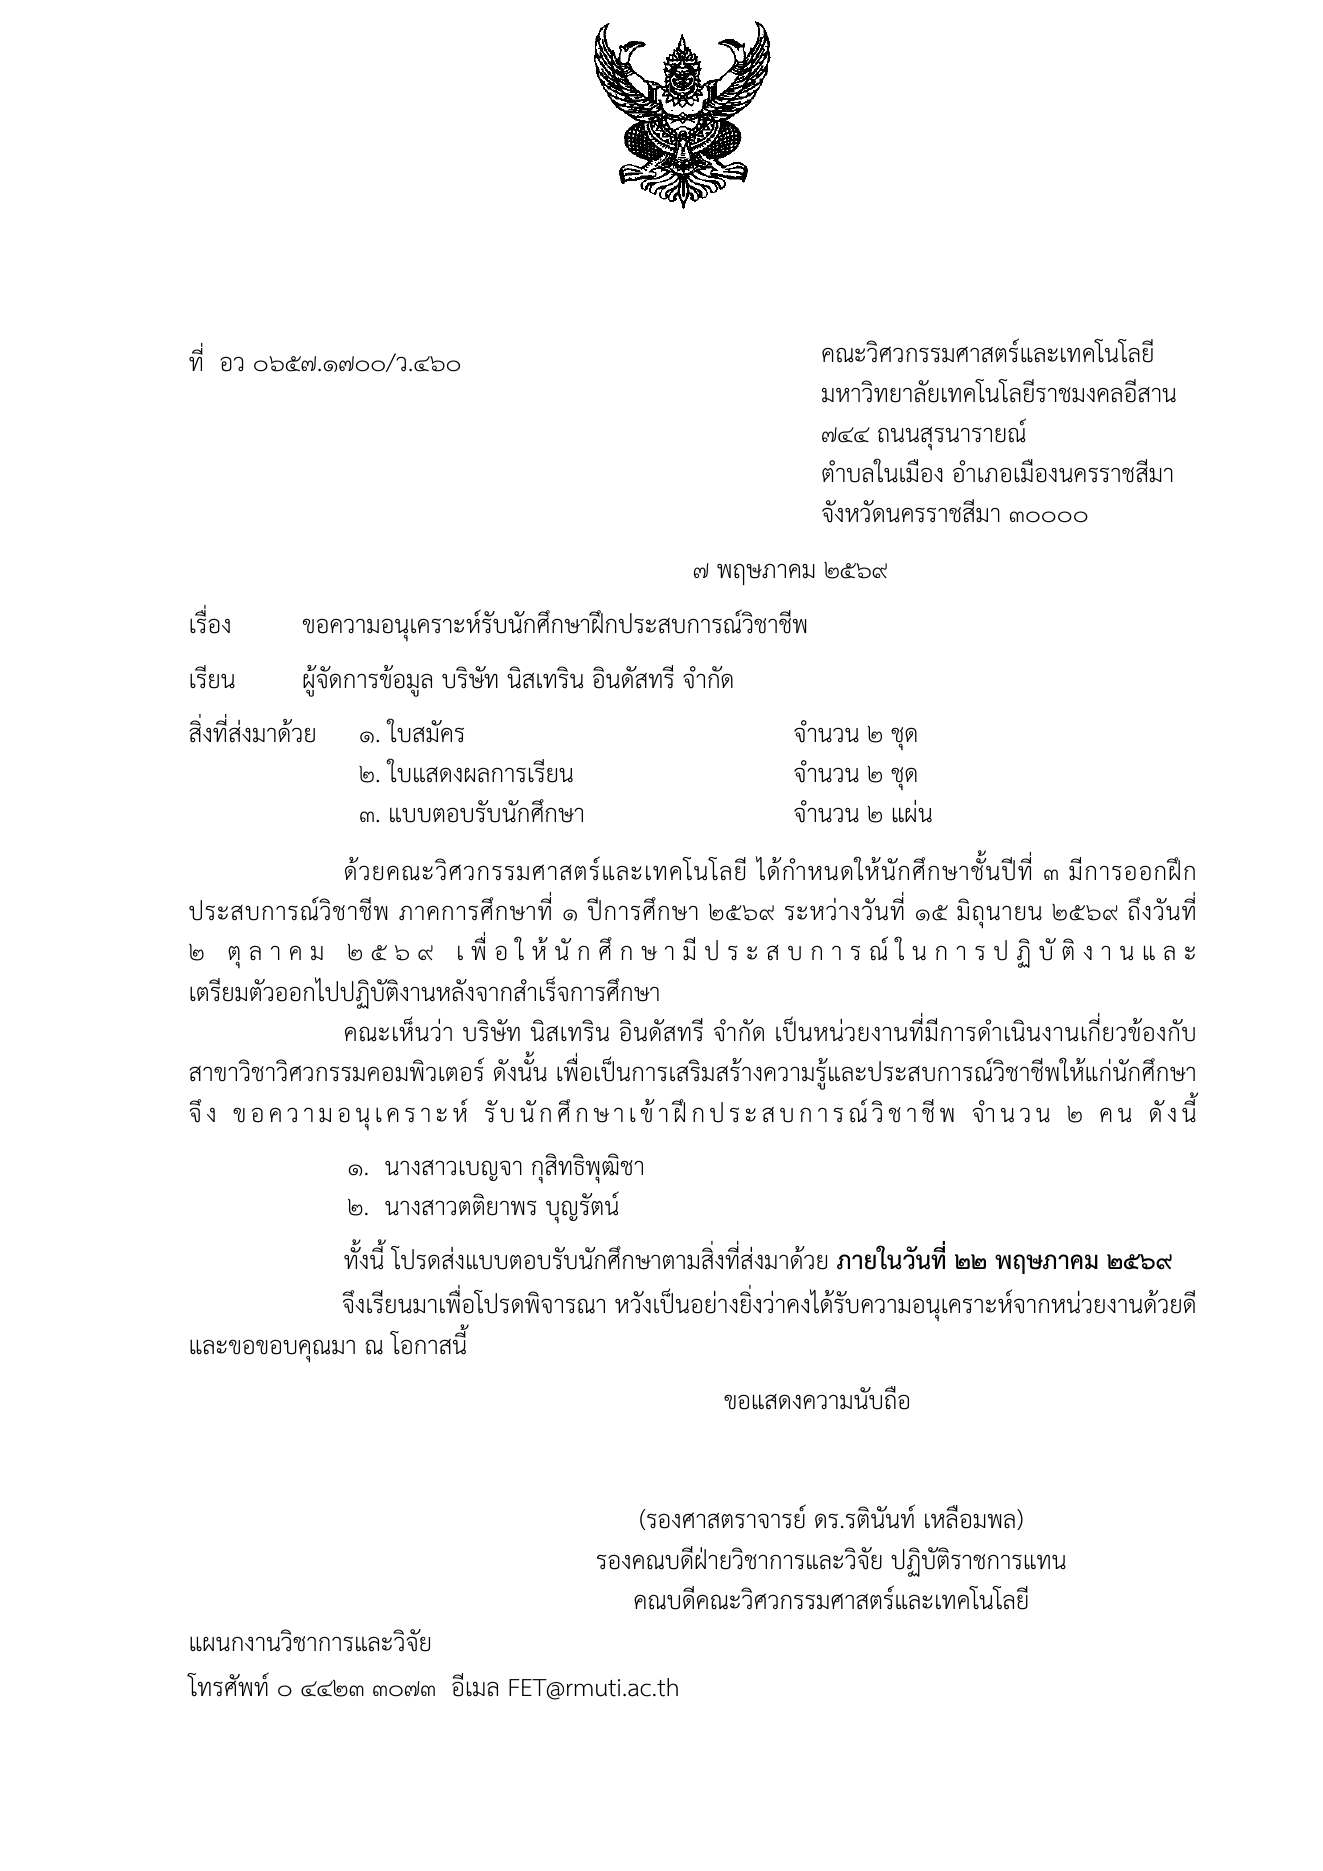 ที่ อว ๐๖๕๗.๑๗๐๐/ว.๔๖๐
คณะวิศวกรรมศาสตร์และเทคโนโลยี
มหาวิทยาลัยเทคโนโลยีราชมงคลอีสาน
๗๔๔ ถนนสุรนารายณ์
ตำบลในเมือง อำเภอเมืองนครราชสีมา
จังหวัดนครราชสีมา ๓๐๐๐๐
๗ พฤษภาคม ๒๕๖๙
เรื่อง ขอความอนุเคราะห์รับนักศึกษาฝึกประสบการณ์วิชาชีพ
เรียน ผู้จัดการข้อมูล บริษัท นิสเทริน อินดัสทรี จำกัด
สิ่งที่ส่งมาด้วย ๑. ใบสมัคร จำนวน ๒ ชุด
๒. ใบแสดงผลการเรียน จำนวน ๒ ชุด
๓. แบบตอบรับนักศึกษา จำนวน ๒ แผ่น
ด้วยคณะวิศวกรรมศาสตร์และเทคโนโลยี ได้กำหนดให้นักศึกษาชั้นปีที่ ๓ มีการออกฝึก
ประสบการณ์วิชาชีพ ภาคการศึกษาที่ ๑ ปีการศึกษา ๒๕๖๙ ระหว่างวันที่ ๑๕ มิถุนายน ๒๕๖๙ ถึงวันที่
๒ ตุลาคม ๒๕๖๙ เพื่อให้นักศึกษามีประสบการณ์ในการปฏิบัติงานและ
เตรียมตัวออกไปปฏิบัติงานหลังจากสำเร็จการศึกษา
คณะเห็นว่า บริษัท นิสเทริน อินดัสทรี จำกัด เป็นหน่วยงานที่มีการดำเนินงานเกี่ยวข้องกับ
สาขาวิชาวิศวกรรมคอมพิวเตอร์ ดังนั้น เพื่อเป็นการเสริมสร้างความรู้และประสบการณ์วิชาชีพให้แก่นักศึกษา
จึง ขอความอนุเคราะห์ รับนักศึกษาเข้าฝึกประสบการณ์วิชาชีพ จำนวน ๒ คน ดังนี้
๑. นางสาวเบญจา กุสิทธิพุฒิชา
๒. นางสาวตติยาพร บุญรัตน์
ทั้งนี้ โปรดส่งแบบตอบรับนักศึกษาตามสิ่งที่ส่งมาด้วย ภายในวันที่ ๒๒ พฤษภาคม ๒๕๖๙
จึงเรียนมาเพื่อโปรดพิจารณา หวังเป็นอย่างยิ่งว่าคงได้รับความอนุเคราะห์จากหน่วยงานด้วยดี
และขอขอบคุณมา ณ โอกาสนี้
ขอแสดงความนับถือ
(รองศาสตราจารย์ ดร.รตินันท์ เหลือมพล)
รองคณบดีฝ่ายวิชาการและวิจัย ปฏิบัติราชการแทน
คณบดีคณะวิศวกรรมศาสตร์และเทคโนโลยี
แผนกงานวิชาการและวิจัย
โทรศัพท์ ๐ ๔๔๒๓ ๓๐๗๓ อีเมล FET@rmuti.ac.th